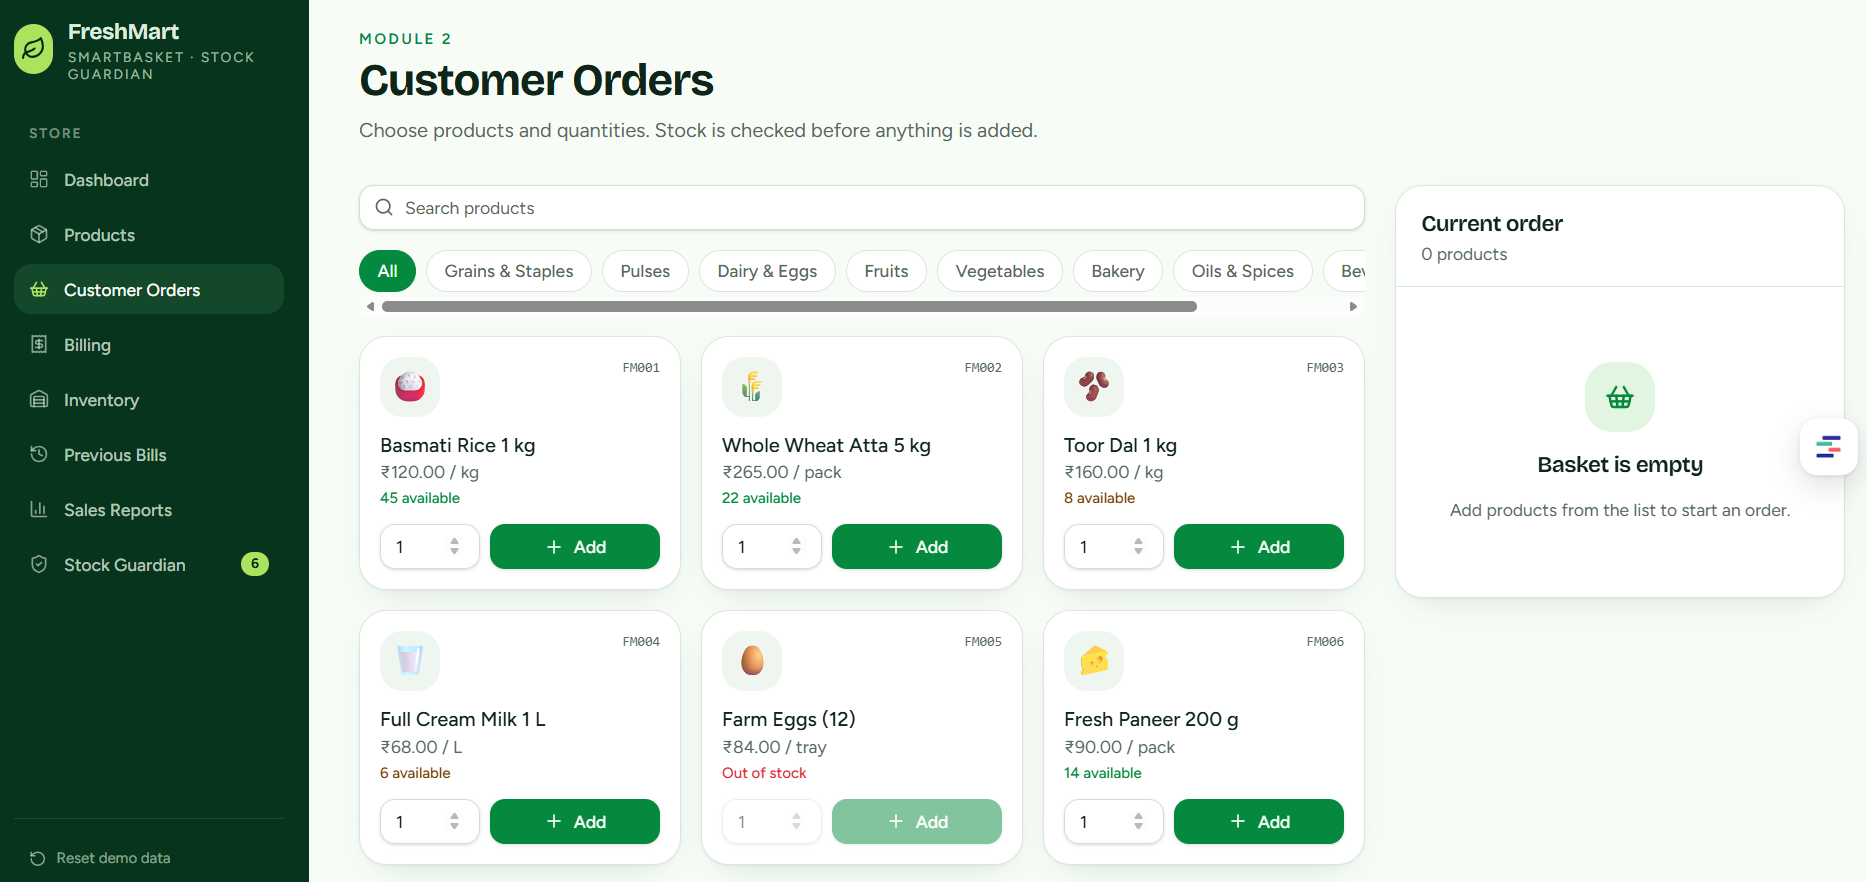 FreshMart
SMARTBASKET · STOCK
GUARDIAN
STORE
Dashboard
Products
Customer Orders
Billing
Inventory
Previous Bills
Sales Reports
Stock Guardian
6
Reset demo data
MODULE 2
Customer Orders
Choose products and quantities. Stock is checked before anything is added.
Search products
All
Grains & Staples
Pulses
Dairy & Eggs
Fruits
Vegetables
Bakery
Oils & Spices
FM001
Basmati Rice 1 kg
₹120.00 / kg
45 available
1
+ Add
FM002
Whole Wheat Atta 5 kg
₹265.00 / pack
22 available
1
+ Add
FM003
Toor Dal 1 kg
₹160.00 / kg
8 available
1
+ Add
FM004
Full Cream Milk 1 L
₹68.00 / L
6 available
1
+ Add
FM005
Farm Eggs (12)
₹84.00 / tray
Out of stock
1
+ Add
FM006
Fresh Paneer 200 g
₹90.00 / pack
14 available
1
+ Add
Current order
0 products
Basket is empty
Add products from the list to start an order.